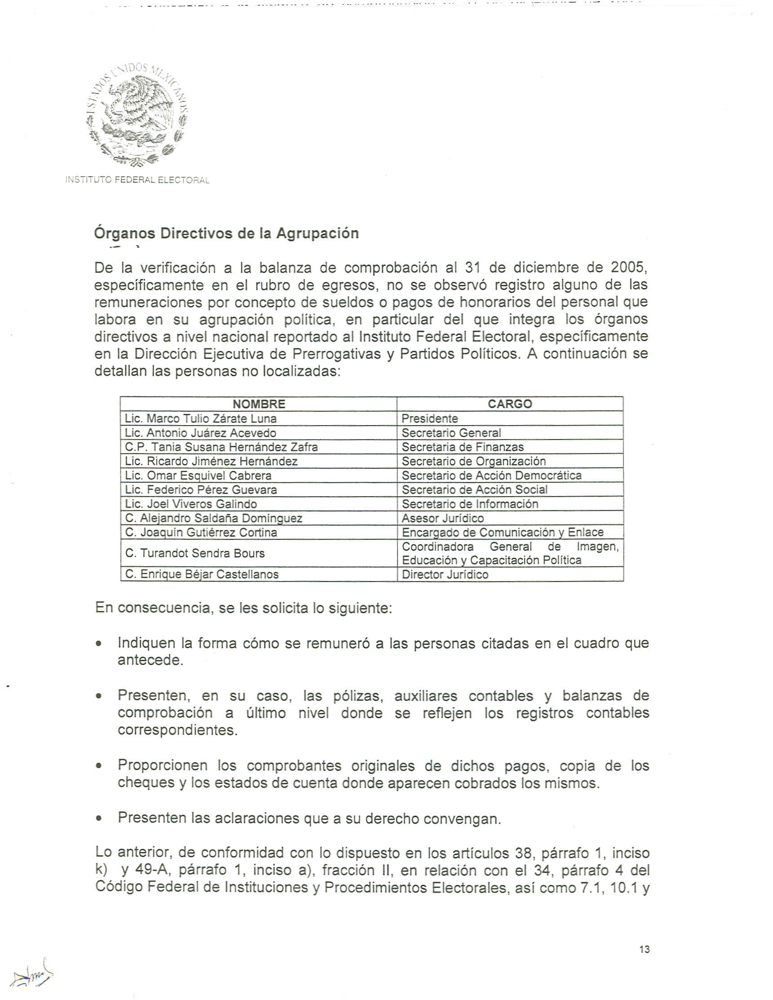 ESTADOS UNIDOS MEXICANOS
INSTITUTO FEDERAL ELECTORAL
Órganos Directivos de la Agrupación
De la verificación a la balanza de comprobación al 31 de diciembre de 2005,
específicamente en el rubro de egresos, no se observó registro alguno de las
remuneraciones por concepto de sueldos o pagos de honorarios del personal que
labora en su agrupación política, en particular del que integra los órganos
directivos a nivel nacional reportado al Instituto Federal Electoral, específicamente
en la Dirección Ejecutiva de Prerrogativas y Partidos Políticos. A continuación se
detallan las personas no localizadas:
NOMBRE CARGO
Lic. Marco Tulio Zárate Luna Presidente
Lic. Antonio Juárez Acevedo Secretario General
C.P. Tania Susana Hernández Zafra Secretaria de Finanzas
Lic. Ricardo Jiménez Hernández Secretario de Organización
Lic. Omar Esquivel Cabrera Secretario de Acción Democrática
Lic. Federico Pérez Guevara Secretario de Acción Social
Lic. Joel Viveros Galindo Secretario de Información
C. Alejandro Saldaña Domínguez Asesor Jurídico
C. Joaquín Gutiérrez Cortina Encargado de Comunicación y Enlace
C. Turandot Sendra Bours Coordinadora General de Imagen,
Educación y Capacitación Política
C. Enrique Béjar Castellanos Director Jurídico
En consecuencia, se les solicita lo siguiente:
• Indiquen la forma cómo se remuneró a las personas citadas en el cuadro que
antecede.
• Presenten, en su caso, las pólizas, auxiliares contables y balanzas de
comprobación a último nivel donde se reflejen los registros contables
correspondientes.
• Proporcionen los comprobantes originales de dichos pagos, copia de los
cheques y los estados de cuenta donde aparecen cobrados los mismos.
• Presenten las aclaraciones que a su derecho convengan.
Lo anterior, de conformidad con lo dispuesto en los artículos 38, párrafo 1, inciso
k) y 49-A, párrafo 1, inciso a), fracción II, en relación con el 34, párrafo 4 del
Código Federal de Instituciones y Procedimientos Electorales, así como 7.1, 10.1 y
13